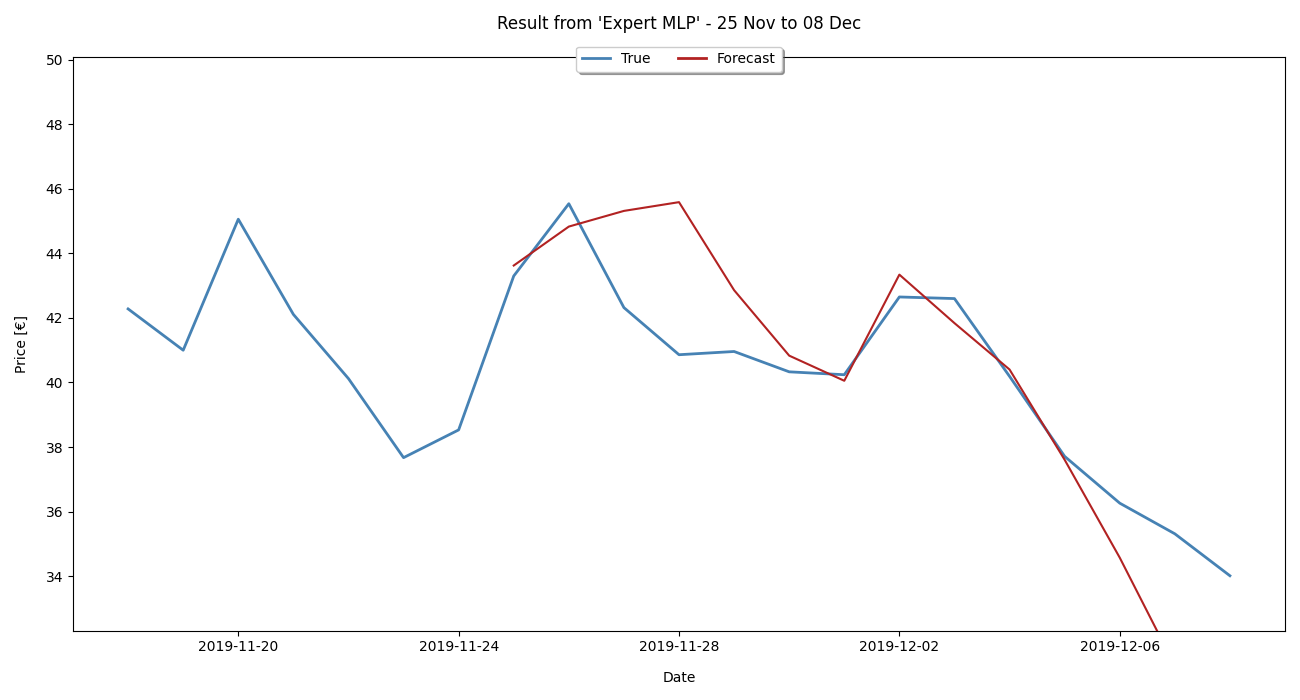 Result from 'Expert MLP' - 25 Nov to 08 Dec
True Forecast
50
48
46
44
42
40
38
36
34
Price [€]
2019-11-20 2019-11-24 2019-11-28 2019-12-02 2019-12-06
Date